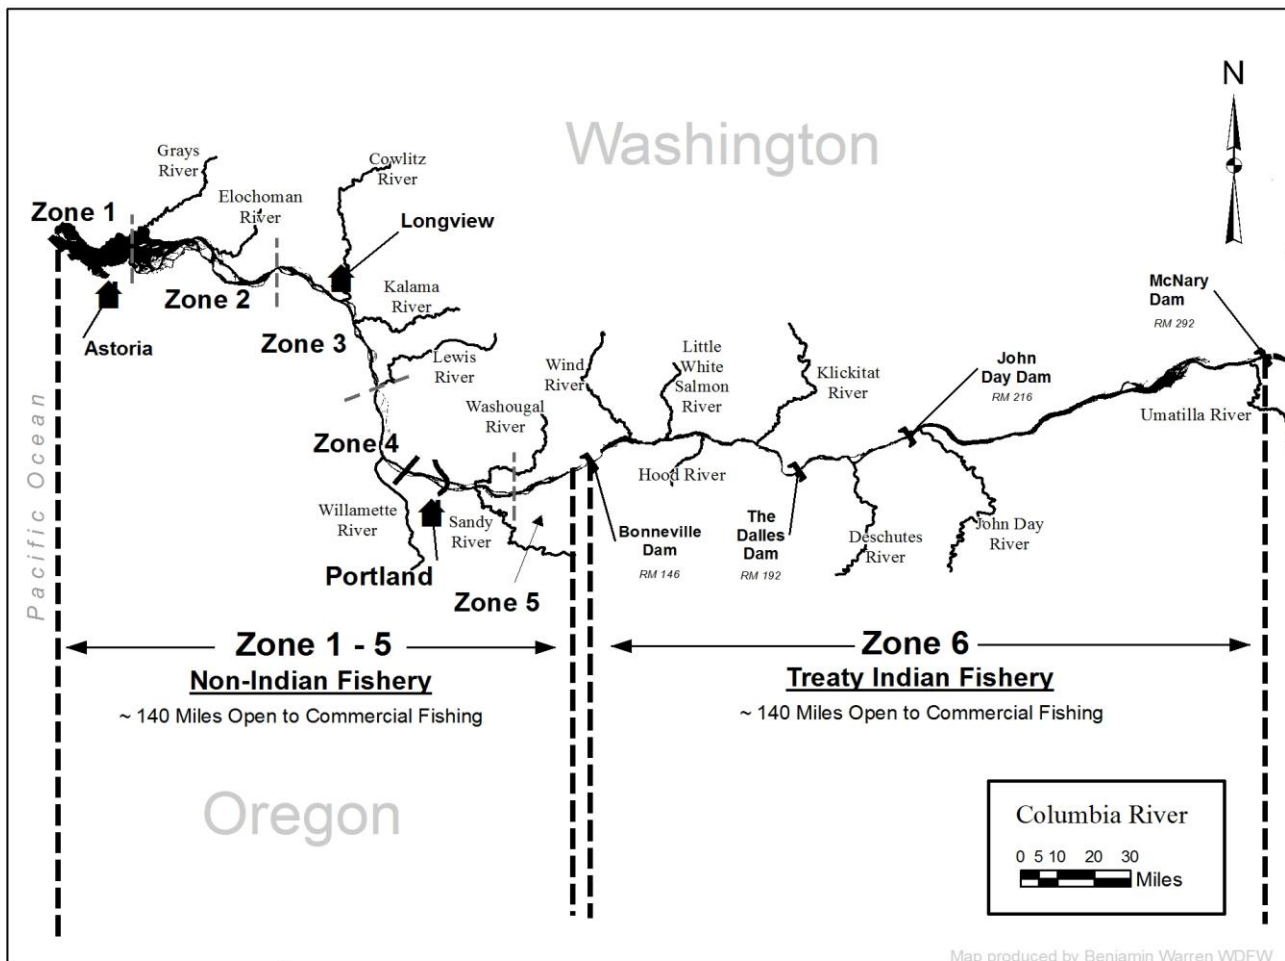 N
Washington
Grays
River
Cowlitz
River
Elochoman
River
Zone 1
Longview
McNary
Dam
RM 292
Kalama
River
Zone 2
Astoria
Zone 3
Lewis
River
Wind
River
Little
White
Salmon
River
Klickitat
River
John
Day Dam
RM 216
Umatilla River
Washougal
River
Zone 4
Pacific Ocean
Hood River
Willamette
River
Sandy
River
Bonneville
Dam
RM 146
The
Dalles
Dam
RM 192
Deschutes
River
John Day
River
Portland
Zone 5
Zone 1 - 5
Non-Indian Fishery
~ 140 Miles Open to Commercial Fishing
Zone 6
Treaty Indian Fishery
~ 140 Miles Open to Commercial Fishing
Oregon
Columbia River
0 5 10 20 30
Miles
Map produced by Benjamin Warren WDFW